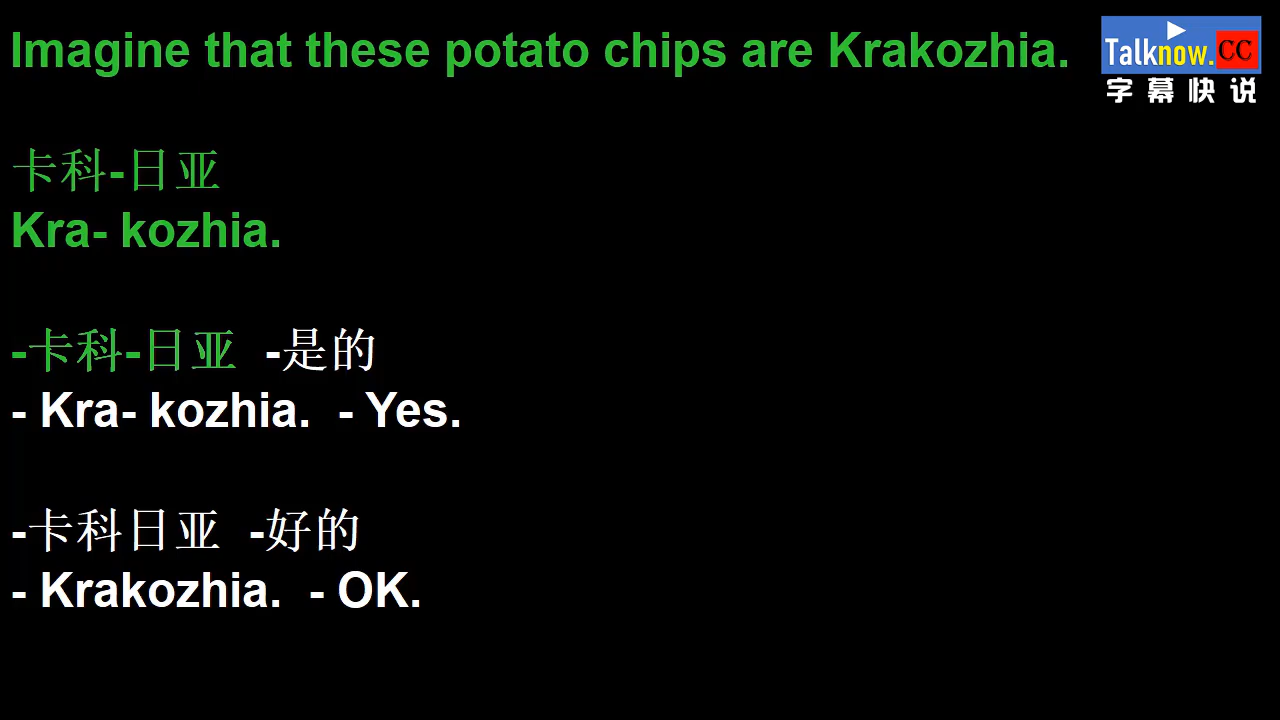 Imagine that these potato chips are Krakozhia.
Talknow.CC
字幕快说
卡科-日亚
Kra- kozhia.
-卡科-日亚 -是的
- Kra- kozhia. - Yes.
-卡科日亚 -好的
- Krakozhia. - OK.